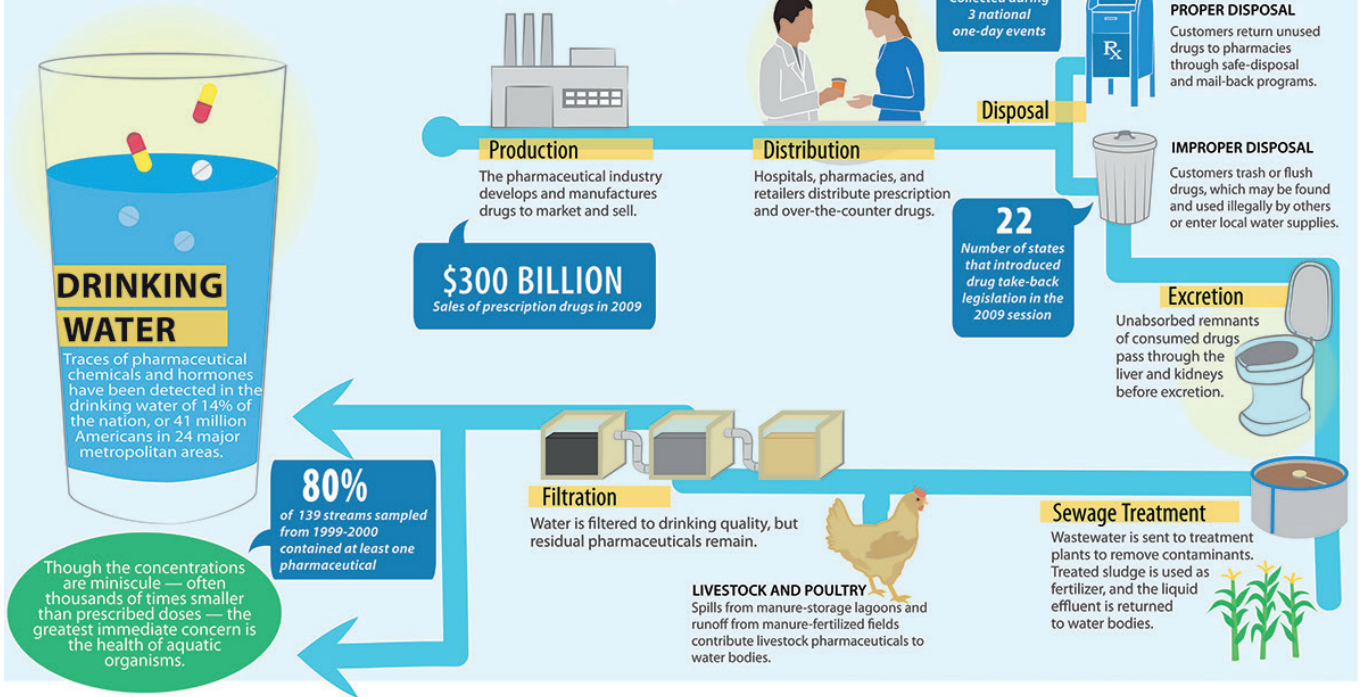 Collected during
3 national
one-day events
PROPER DISPOSAL
Customers return unused
drugs to pharmacies
through safe-disposal
and mail-back programs.
Rx
Disposal
Production
The pharmaceutical industry
develops and manufactures
drugs to market and sell.
$300 BILLION
Sales of prescription drugs in 2009
Distribution
Hospitals, pharmacies, and
retailers distribute prescription
and over-the-counter drugs.
IMPROPER DISPOSAL
Customers trash or flush
drugs, which may be found
and used illegally by others
or enter local water supplies.
22
Number of states
that introduced
drug take-back
legislation in the
2009 session
Excretion
Unabsorbed remnants
of consumed drugs
pass through the
liver and kidneys
before excretion.
Sewage Treatment
Wastewater is sent to treatment
plants to remove contaminants.
Treated sludge is used as
fertilizer, and the liquid
effluent is returned
to water bodies.
LIVESTOCK AND POULTRY
Spills from manure-storage lagoons and
runoff from manure-fertilized fields
contribute livestock pharmaceuticals to
water bodies.
Filtration
Water is filtered to drinking quality, but
residual pharmaceuticals remain.
DRINKING
WATER
Traces of pharmaceutical
chemicals and hormones
have been detected in the
drinking water of 14% of
the nation, or 41 million
Americans in 24 major
metropolitan areas.
80%
of 139 streams sampled
from 1999-2000
contained at least one
pharmaceutical
Though the concentrations
are miniscule — often
thousands of times smaller
than prescribed doses — the
greatest immediate concern is
the health of aquatic
organisms.